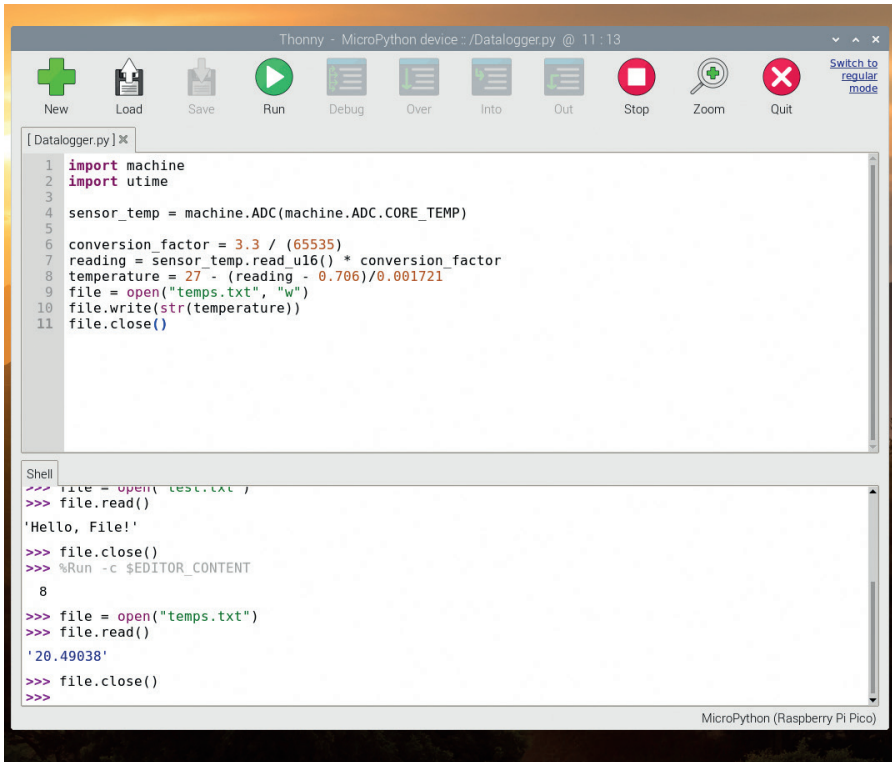 Thonny - MicroPython device :: /Datalogger.py @ 11 : 13
New Load Save Run Debug Over Into Out Stop Zoom Quit
Switch to
regular
mode
[ Datalogger.py ]
1 import machine
2 import utime
3
4 sensor_temp = machine.ADC(machine.ADC.CORE_TEMP)
5
6 conversion_factor = 3.3 / (65535)
7 reading = sensor_temp.read_u16() * conversion_factor
8 temperature = 27 - (reading - 0.706)/0.001721
9 file = open("temps.txt", "w")
10 file.write(str(temperature))
11 file.close()
Shell
>>> file = open("test.txt")
>>> file.read()
'Hello, File!'
>>> file.close()
>>> %Run -c $EDITOR_CONTENT
8
>>> file = open("temps.txt")
>>> file.read()
'20.49038'
>>> file.close()
>>>
MicroPython (Raspberry Pi Pico)